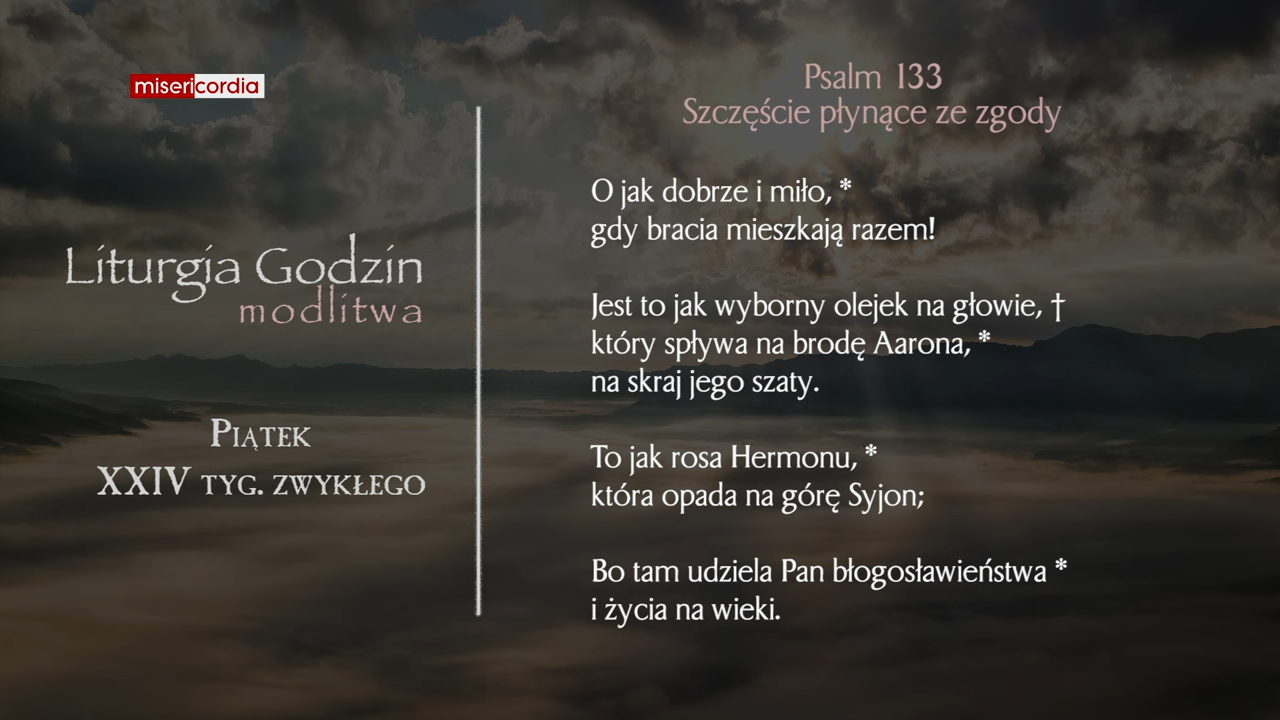 misericordia
Liturgia Godzin
modlitwa
Piątek
XXIV tyg. zwykłego
Psalm 133
Szczęście płynące ze zgody
O jak dobrze i miło, *
gdy bracia mieszkają razem!
Jest to jak wyborny olejek na głowie, †
który spływa na brodę Aarona, *
na skraj jego szaty.
To jak rosa Hermonu, *
która opada na górę Syjon;
Bo tam udziela Pan błogosławieństwa *
i życia na wieki.